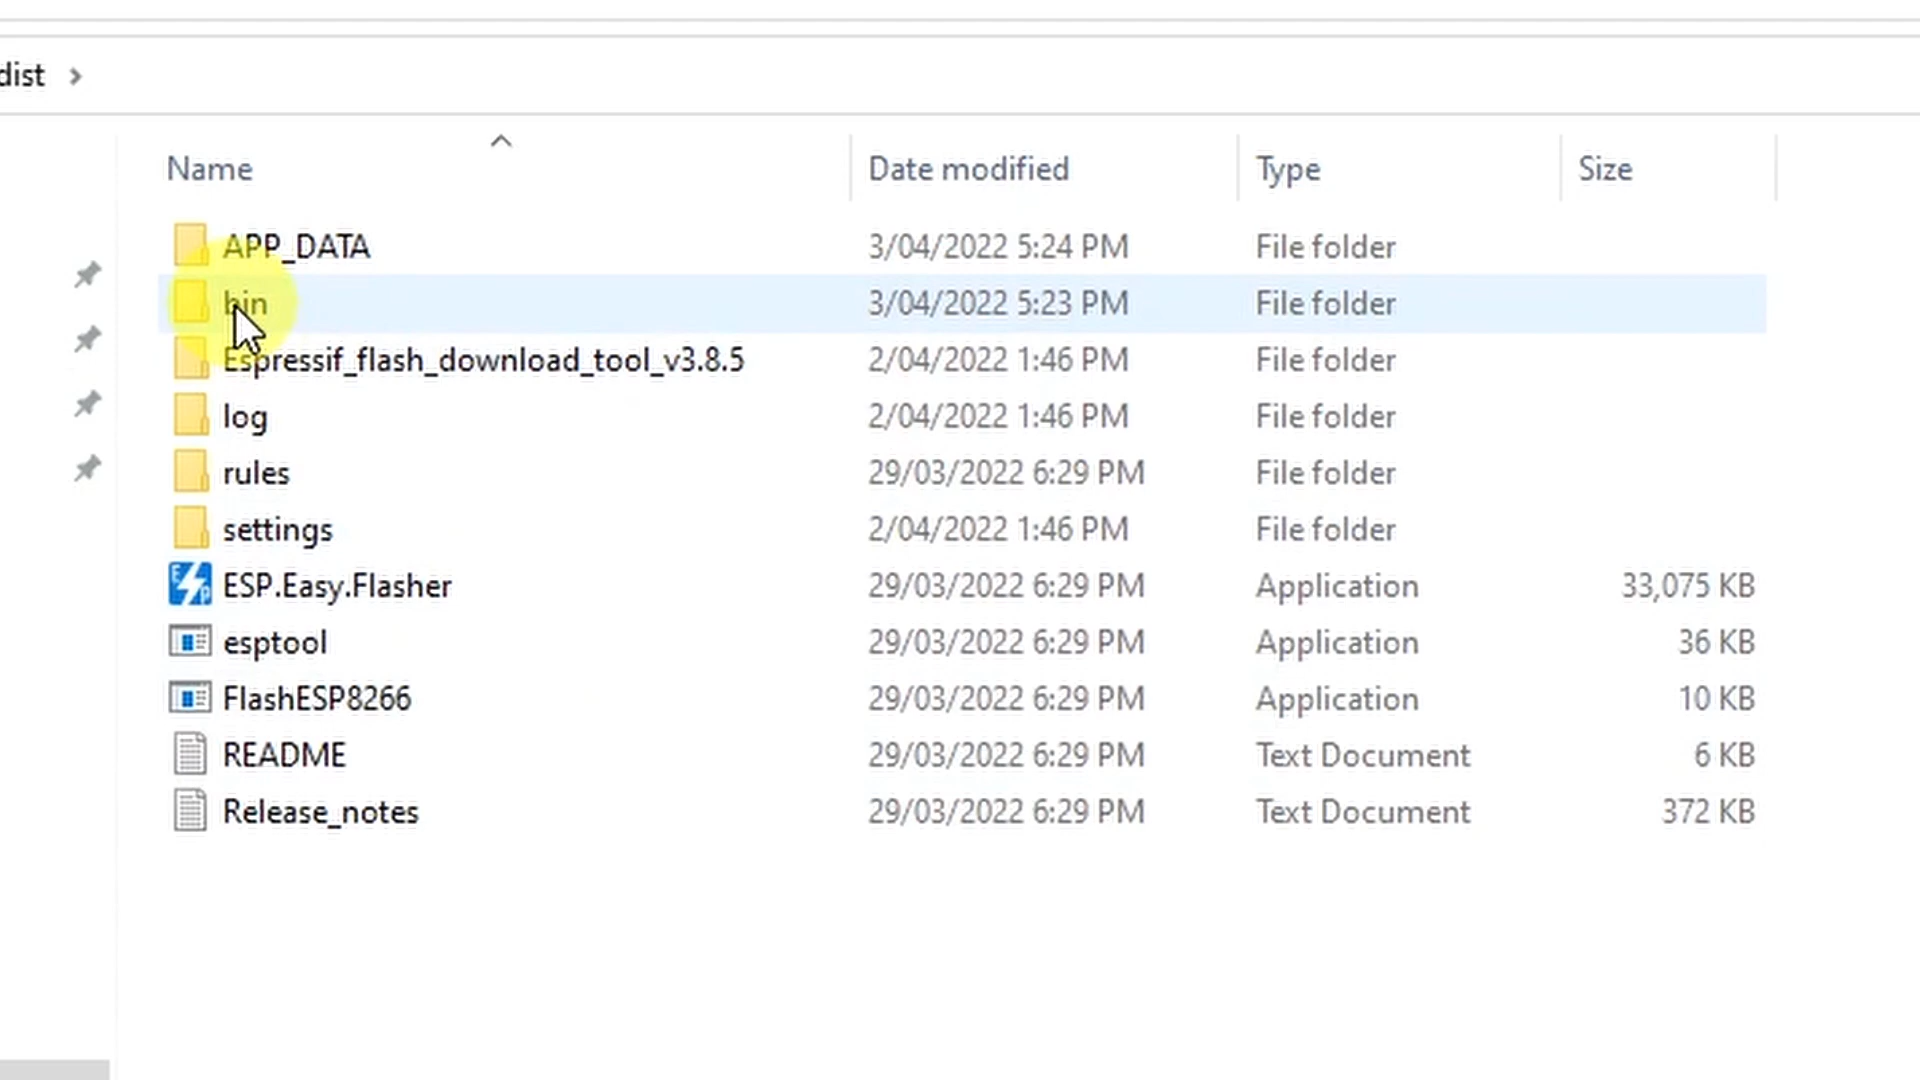 dist
Name Date modified Type Size
APP_DATA 3/04/2022 5:24 PM File folder
bin 3/04/2022 5:23 PM File folder
Espressif_flash_download_tool_v3.8.5 2/04/2022 1:46 PM File folder
log 2/04/2022 1:46 PM File folder
rules 29/03/2022 6:29 PM File folder
settings 2/04/2022 1:46 PM File folder
ESP.Easy.Flasher 29/03/2022 6:29 PM Application 33,075 KB
esptool 29/03/2022 6:29 PM Application 36 KB
FlashESP8266 29/03/2022 6:29 PM Application 10 KB
README 29/03/2022 6:29 PM Text Document 6 KB
Release_notes 29/03/2022 6:29 PM Text Document 372 KB